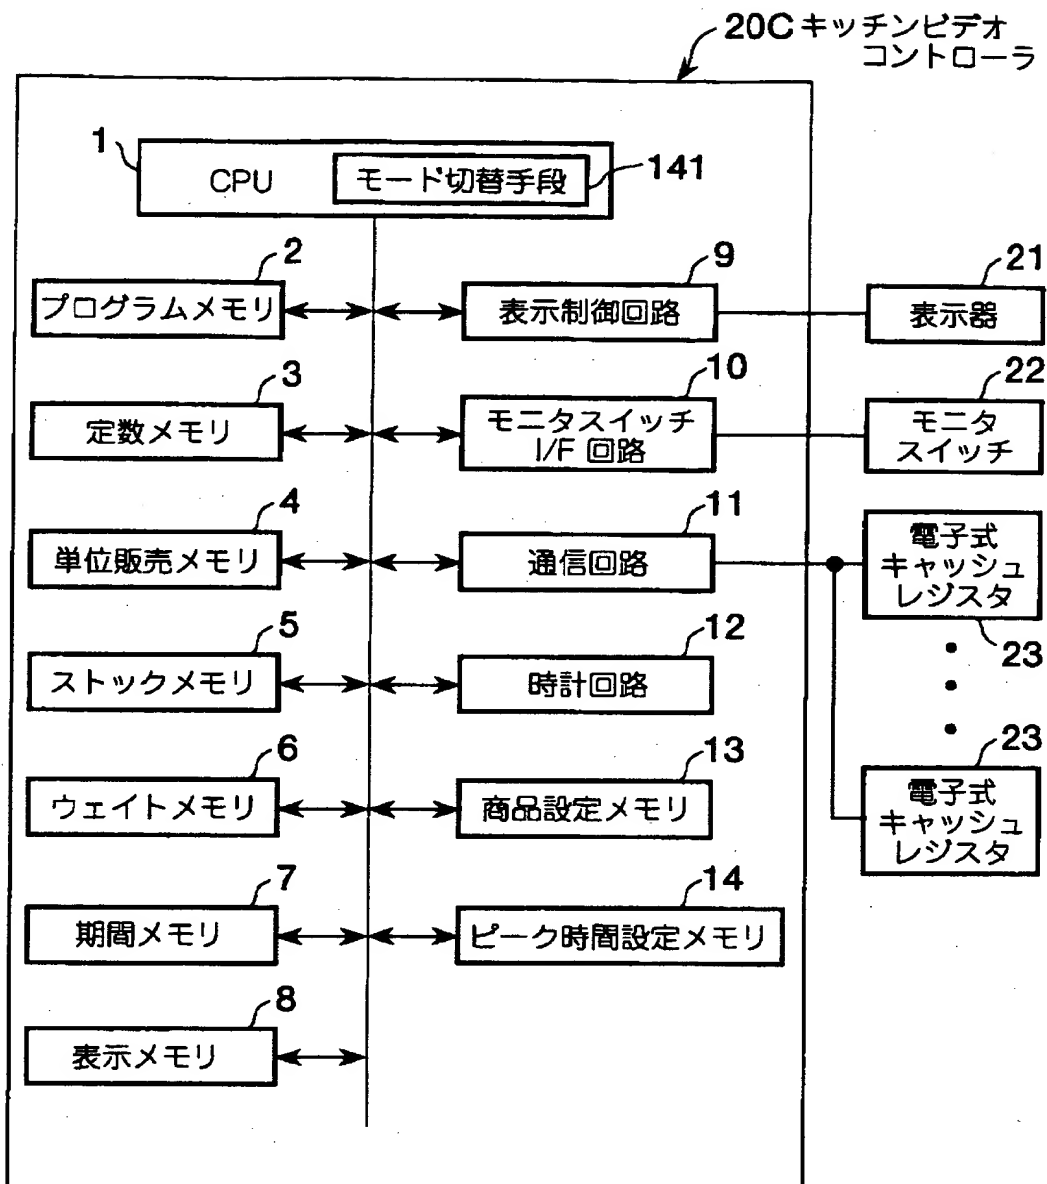 20C キッチンビデオ
コントローラ
1
CPU
モード切替手段
141
2
プログラムメモリ
9
表示制御回路
21
表示器
3
定数メモリ
10
モニタスイッチ
I/F 回路
22
モニタ
スイッチ
4
単位販売メモリ
11
通信回路
電子式
キャッシュ
レジスタ
23
5
ストックメモリ
12
時計回路
6
ウェイトメモリ
13
商品設定メモリ
23
電子式
キャッシュ
レジスタ
7
期間メモリ
14
ピーク時間設定メモリ
8
表示メモリ